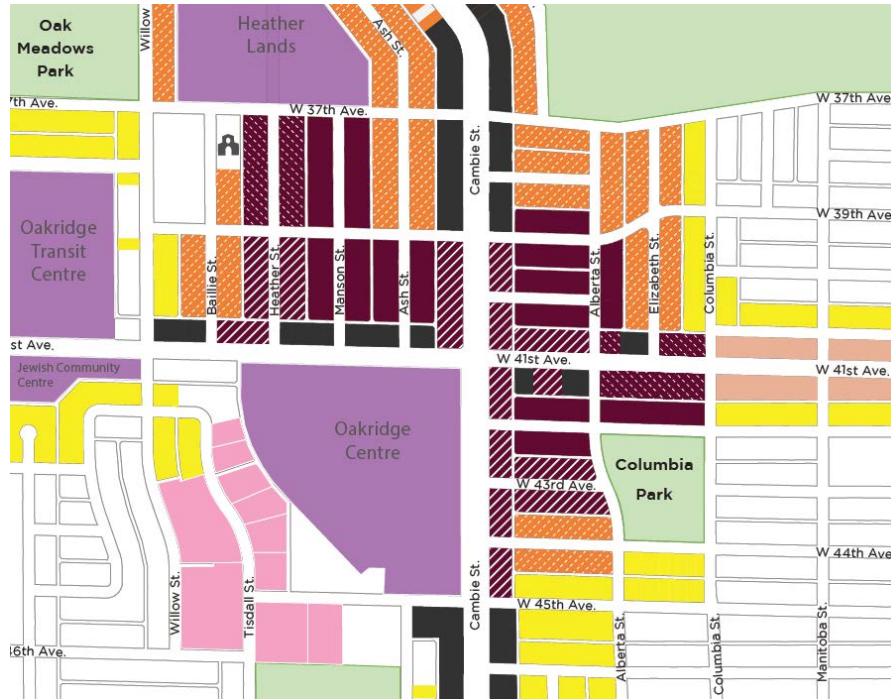 Oak
Meadows
Park
Willow
Heather
Lands
Ash St.
7th Ave.
W 37th Ave.
W 37th Ave.
Cambie St.
Oakridge
Transit
Centre
Baillie St.
Heather St.
Manson St.
Ash St.
Alberta St.
Elizabeth St.
Columbia St.
W 39th Ave.
st Ave.
W 41st Ave.
W 41st Ave.
Jewish Community
Centre
Oakridge
Centre
Columbia
Park
W 43rd Ave.
W 44th Ave.
Willow St.
Tisdall St.
Cambie St.
W 45th Ave.
Alberta St.
Columbia St.
Manitoba St.
46th Ave.